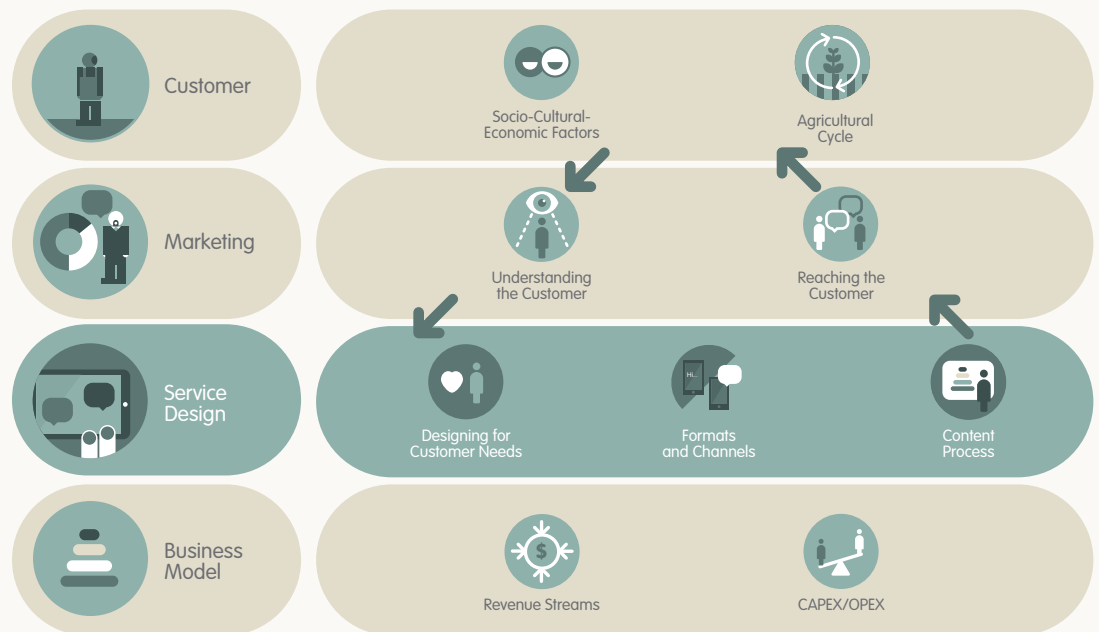 Customer
Socio-Cultural-
Economic Factors
Agricultural
Cycle
Marketing
Understanding
the Customer
Reaching the
Customer
Service
Design
Hi...
Designing for
Customer Needs
Formats
and Channels
Content
Process
Business
Model
$
Revenue Streams
CAPEX/OPEX